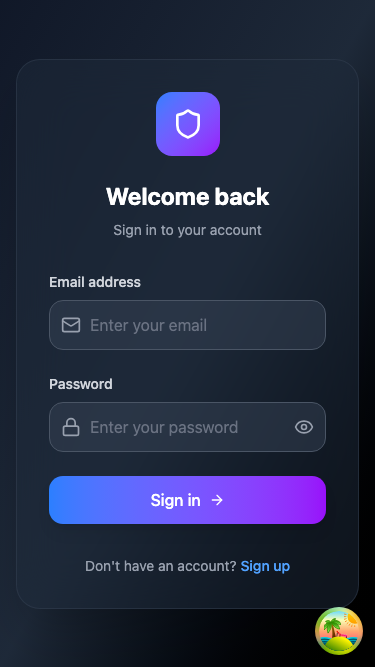 Welcome back
Sign in to your account
Email address
Enter your email
Password
Enter your password
Sign in →
Don't have an account? Sign up